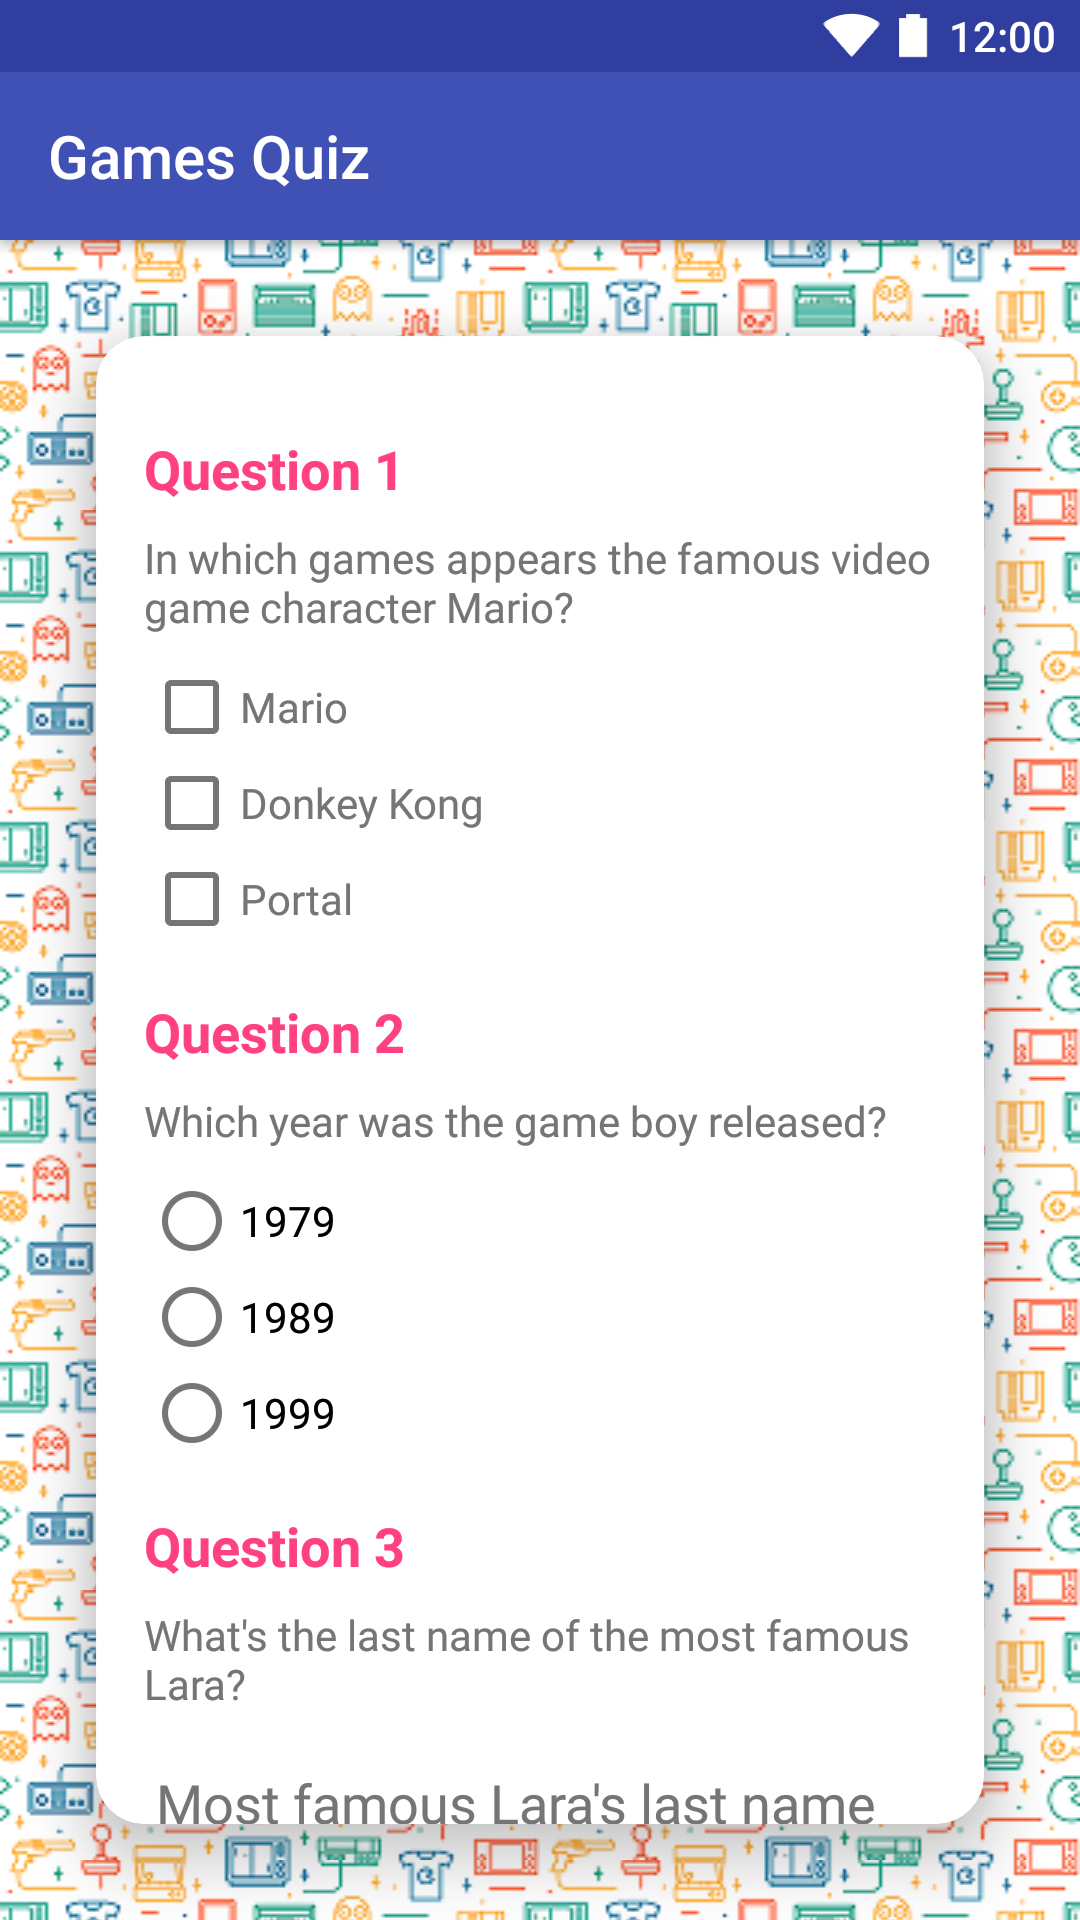 12:00
Games Quiz
Question 1
In which games appears the famous video
game character Mario?
Mario
Donkey Kong
Portal
Question 2
Which year was the game boy released?
1979
1989
1999
Question 3
What's the last name of the most famous
Lara?
Most famous Lara's last name